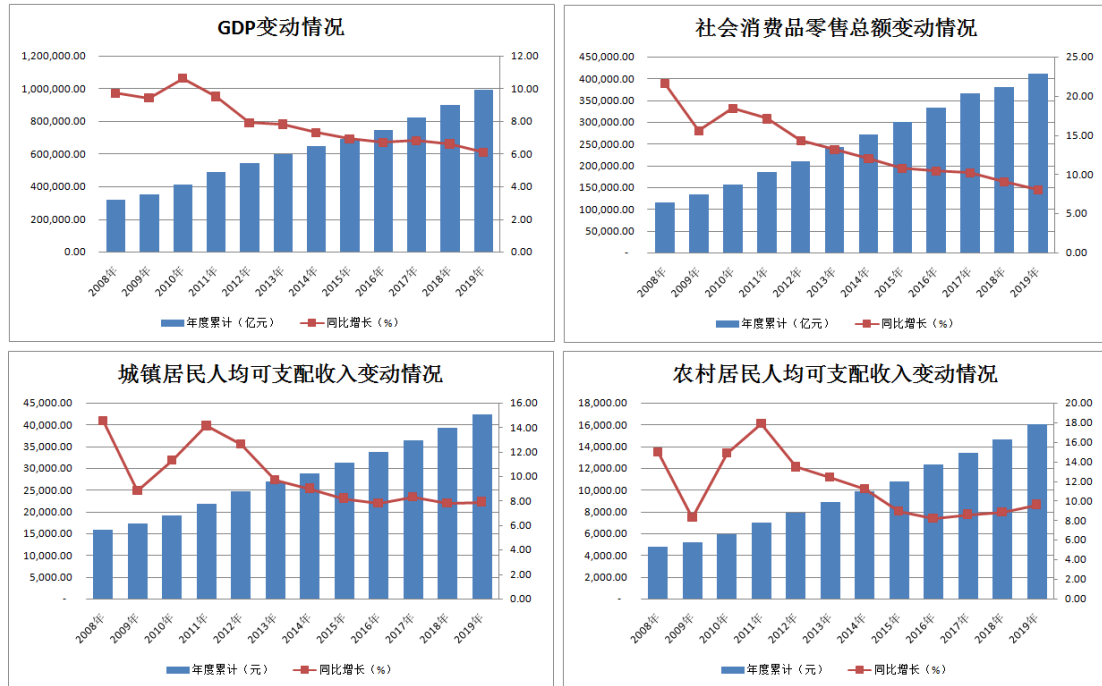 GDP变动情况
1,200,000.00
1,000,000.00
800,000.00
600,000.00
400,000.00
200,000.00
0.00
12.00
10.00
8.00
6.00
4.00
2.00
0.00
2008年
2009年
2010年
2011年
2012年
2013年
2014年
2015年
2016年
2017年
2018年
2019年
年度累计（亿元）
同比增长（%）
社会消费品零售总额变动情况
450,000.00
400,000.00
350,000.00
300,000.00
250,000.00
200,000.00
150,000.00
100,000.00
50,000.00
-
25.00
20.00
15.00
10.00
5.00
0.00
2008年
2009年
2010年
2011年
2012年
2013年
2014年
2015年
2016年
2017年
2018年
2019年
年度累计（亿元）
同比增长（%）
城镇居民人均可支配收入变动情况
45,000.00
40,000.00
35,000.00
30,000.00
25,000.00
20,000.00
15,000.00
10,000.00
5,000.00
-
16.00
14.00
12.00
10.00
8.00
6.00
4.00
2.00
0.00
2008年
2009年
2010年
2011年
2012年
2013年
2014年
2015年
2016年
2017年
2018年
2019年
年度累计（元）
同比增长（%）
农村居民人均可支配收入变动情况
18,000.00
16,000.00
14,000.00
12,000.00
10,000.00
8,000.00
6,000.00
4,000.00
2,000.00
-
20.00
18.00
16.00
14.00
12.00
10.00
8.00
6.00
4.00
2.00
0.00
2008年
2009年
2010年
2011年
2012年
2013年
2014年
2015年
2016年
2017年
2018年
2019年
年度累计（元）
同比增长（%）